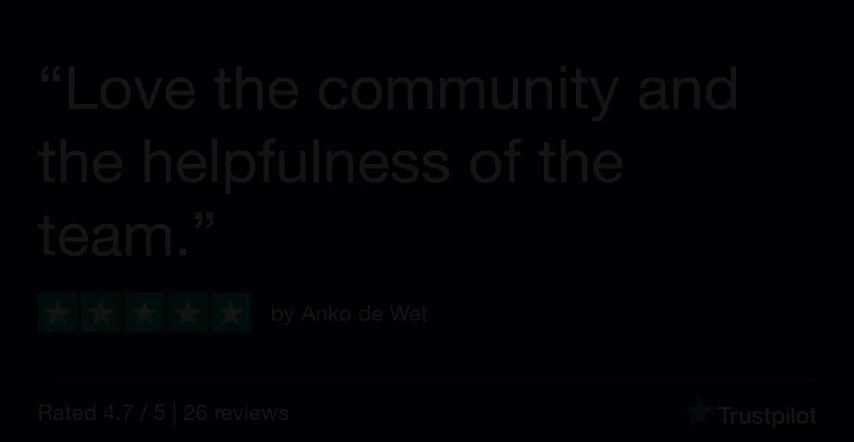 “Love the community and
the helpfulness of the
team.”
by Anko de Wet
Rated 4.7 / 5 | 26 reviews
Trustpilot